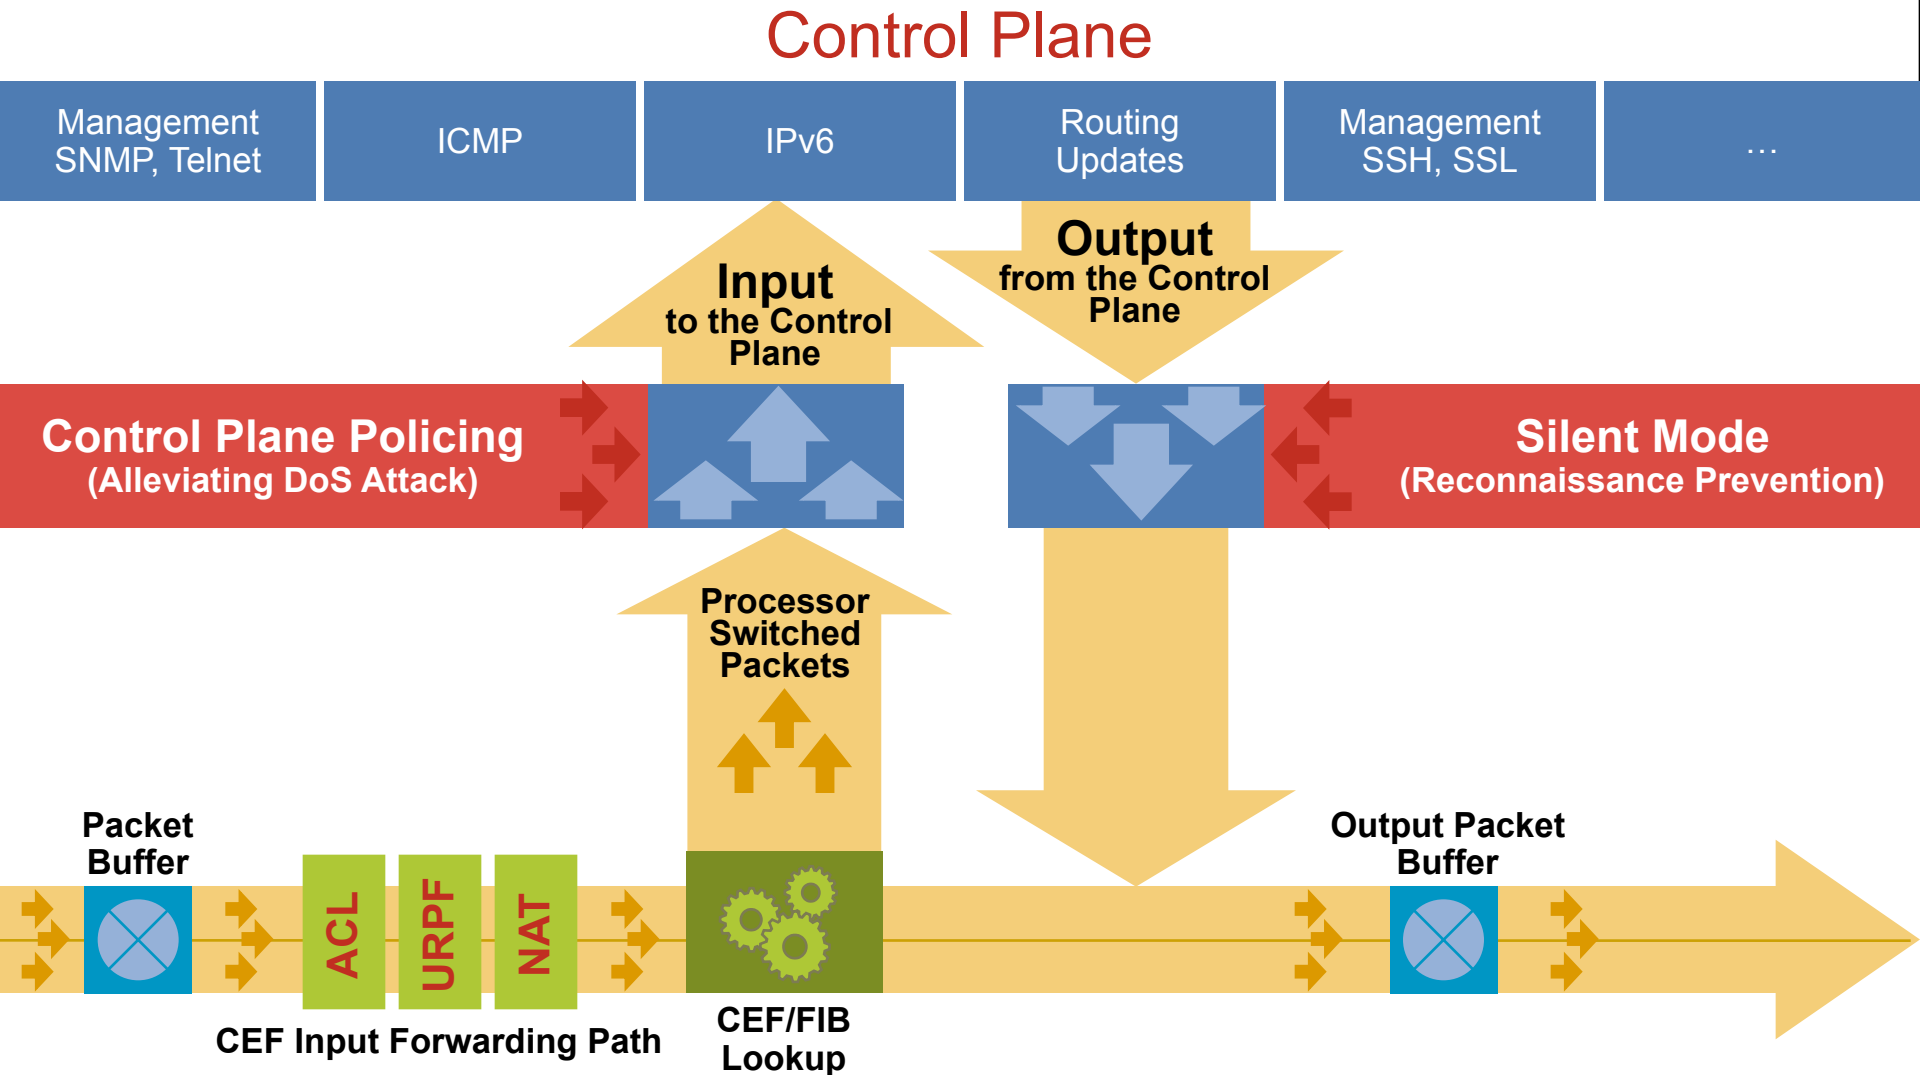 Control Plane
Management
SNMP, Telnet
ICMP
IPv6
Routing
Updates
Management
SSH, SSL
…
Input
to the Control
Plane
Output
from the Control
Plane
Control Plane Policing
(Alleviating DoS Attack)
Silent Mode
(Reconnaissance Prevention)
Processor
Switched
Packets
Packet
Buffer
ACL
URPF
NAT
Output Packet
Buffer
CEF Input Forwarding Path
CEF/FIB
Lookup